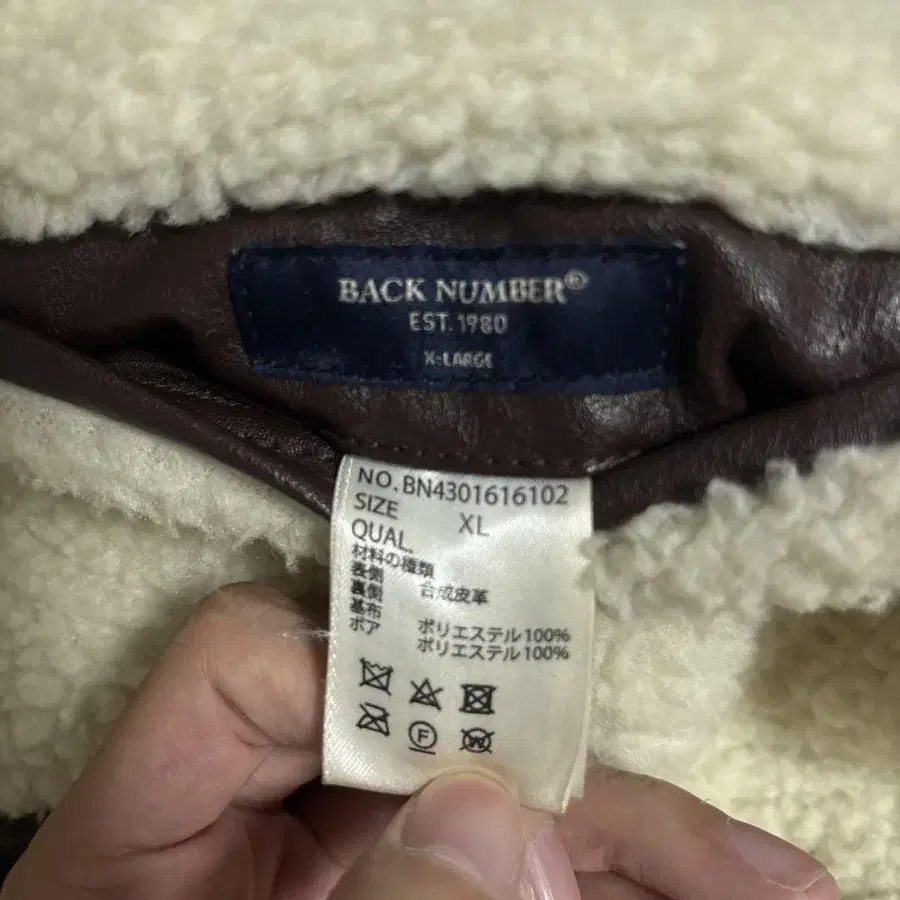 BACK NUMBER®
EST. 1980
X-LARGE
NO. BN4301616102
SIZE XL
QUAL
材料の種類
表側 合成皮革
裏側
基布 ポリエステル100%
ボア ポリエステル100%
F
W